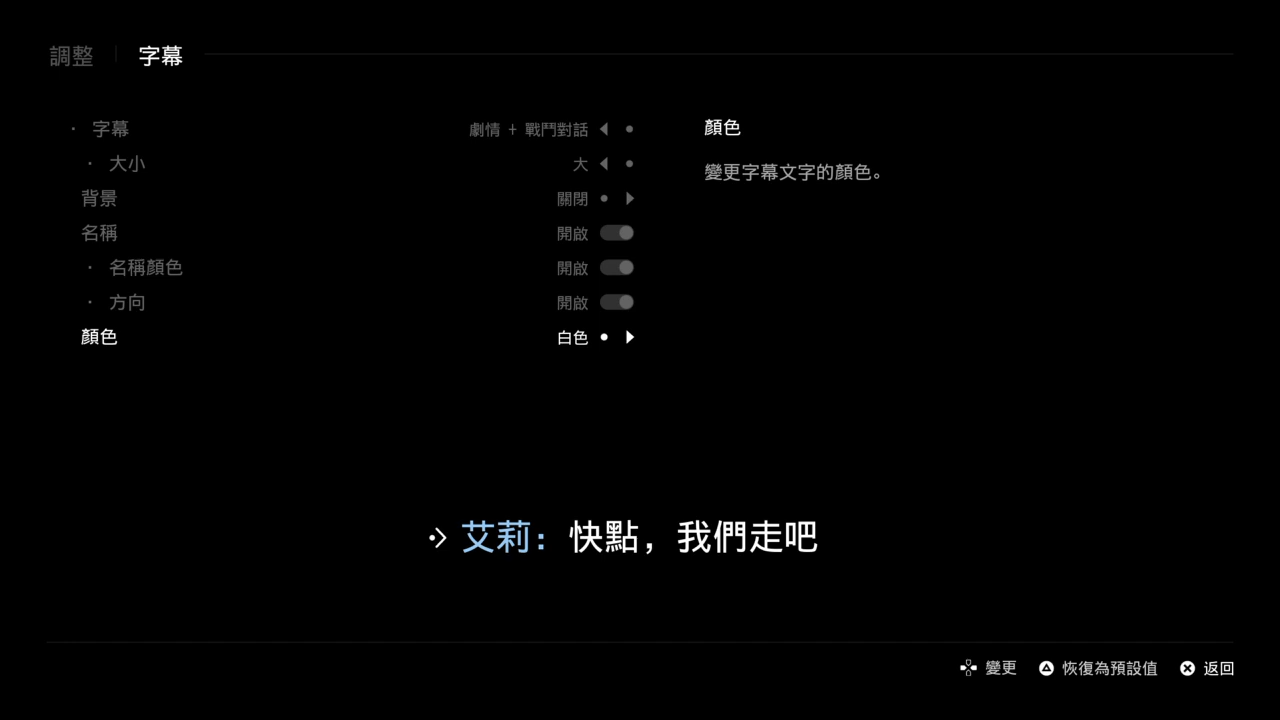 調整 字幕
· 字幕 劇情 + 戰鬥對話
· 大小 大
背景 關閉
名稱 開啟
· 名稱顏色 開啟
· 方向 開啟
顏色 白色
顏色
變更字幕文字的顏色。
艾莉：快點，我們走吧
變更 恢復為預設值 返回